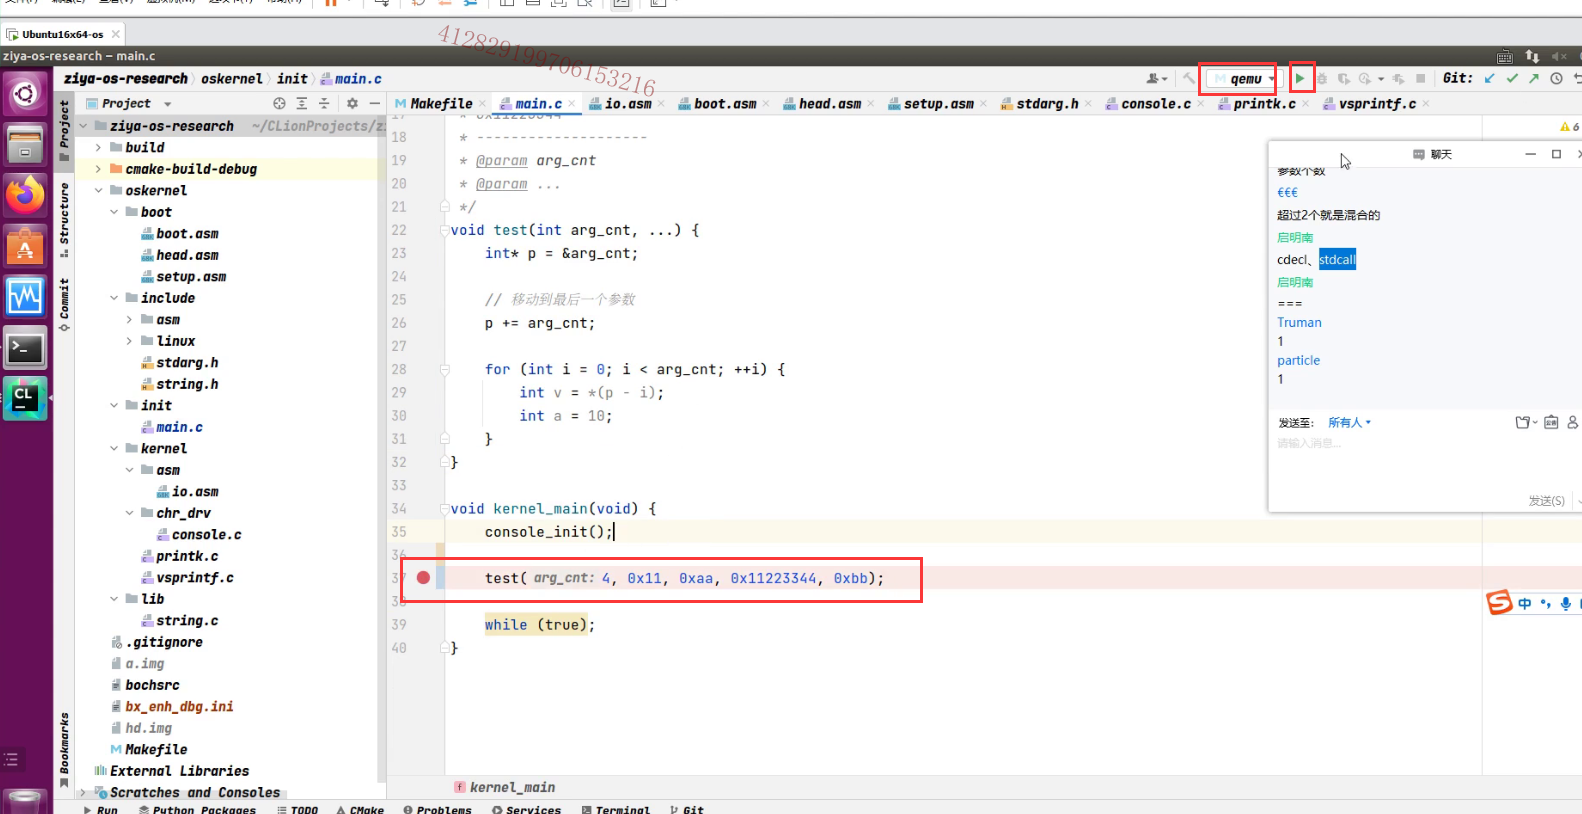 Ubuntu16x64-os
ziya-os-research – main.c
412829199706153216
ziya-os-research oskernel init main.c
qemu
Git:
Project
Makefile main.c io.asm boot.asm head.asm setup.asm stdarg.h console.c printk.c vsprintf.c
Project
Structure
Commit
Bookmarks
ziya-os-research ~/CLionProjects/z
build
cmake-build-debug
oskernel
boot
boot.asm
head.asm
setup.asm
include
asm
linux
stdarg.h
string.h
init
main.c
kernel
asm
io.asm
chr_drv
console.c
printk.c
vsprintf.c
lib
string.c
.gitignore
a.img
bochsrc
bx_enh_dbg.ini
hd.img
Makefile
External Libraries
Scratches and Consoles
17 * 0x11223344
18 * --------------------
19 * @param arg_cnt
20 * @param ...
21 */
22 void test(int arg_cnt, ...) {
23 int* p = &arg_cnt;
24
25 // 移动到最后一个参数
26 p += arg_cnt;
27
28 for (int i = 0; i < arg_cnt; ++i) {
29 int v = *(p - i);
30 int a = 10;
31 }
32 }
33
34 void kernel_main(void) {
35 console_init();
36
37 test( arg_cnt: 4, 0x11, 0xaa, 0x11223344, 0xbb);
38
39 while (true);
40 }
6
聊天
参数个数
€€€
超过2个就是混合的
启明南
cdecl、stdcall
启明南
===
Truman
1
particle
1
发送至: 所有人
请输入消息...
发送(S)
中
kernel_main
Run Python Packages TODO CMake Problems Services Terminal Git